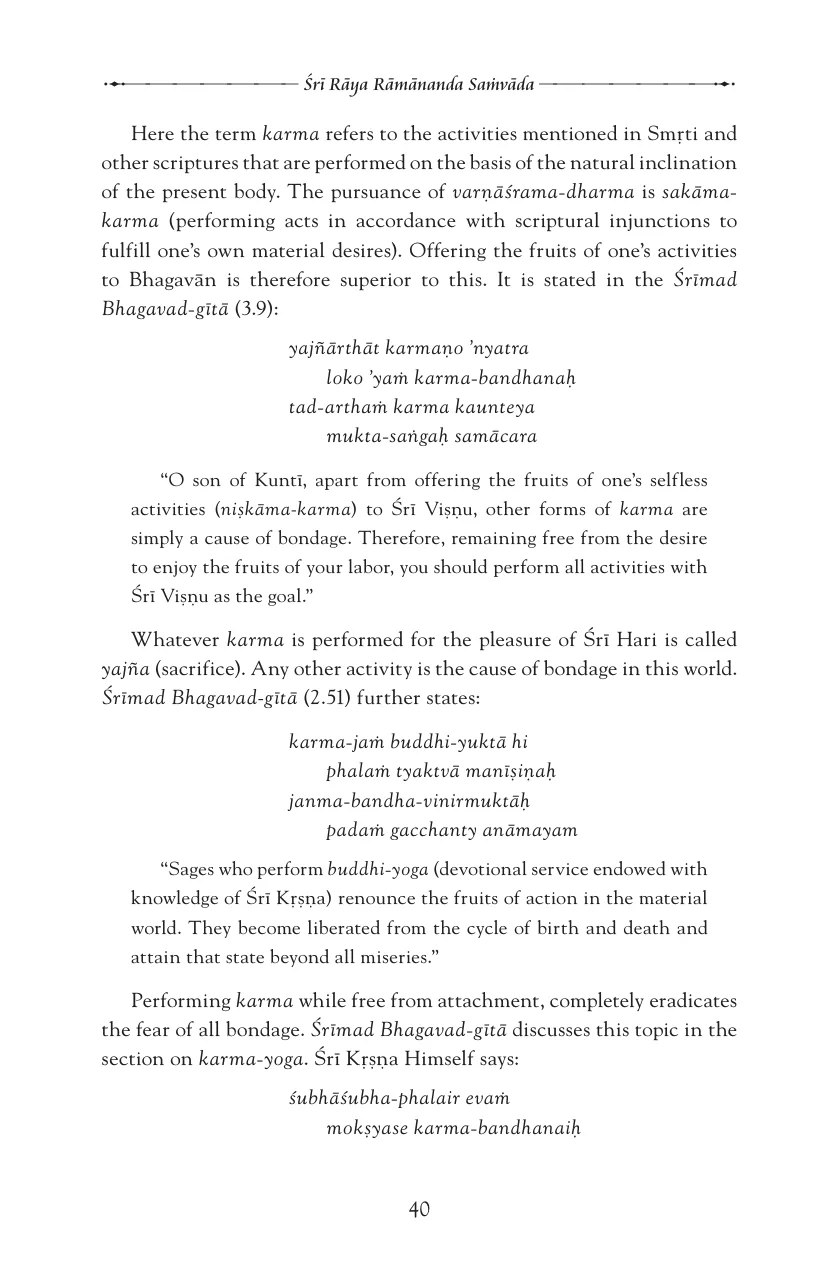 Śrī Rāya Rāmānanda Saṁvāda
Here the term karma refers to the activities mentioned in Smṛti and
other scriptures that are performed on the basis of the natural inclination
of the present body. The pursuance of varṇāśrama-dharma is sakāma-
karma (performing acts in accordance with scriptural injunctions to
fulfill one’s own material desires). Offering the fruits of one’s activities
to Bhagavān is therefore superior to this. It is stated in the Śrīmad
Bhagavad-gītā (3.9):
yajñārthāt karmaṇo ’nyatra
loko ’yaṁ karma-bandhanaḥ
tad-arthaṁ karma kaunteya
mukta-saṅgaḥ samācara
“O son of Kuntī, apart from offering the fruits of one’s selfless
activities (niṣkāma-karma) to Śrī Viṣṇu, other forms of karma are
simply a cause of bondage. Therefore, remaining free from the desire
to enjoy the fruits of your labor, you should perform all activities with
Śrī Viṣṇu as the goal.”
Whatever karma is performed for the pleasure of Śrī Hari is called
yajña (sacrifice). Any other activity is the cause of bondage in this world.
Śrīmad Bhagavad-gītā (2.51) further states:
karma-jaṁ buddhi-yuktā hi
phalaṁ tyaktvā manīṣiṇaḥ
janma-bandha-vinirmuktāḥ
padaṁ gacchanty anāmayam
“Sages who perform buddhi-yoga (devotional service endowed with
knowledge of Śrī Kṛṣṇa) renounce the fruits of action in the material
world. They become liberated from the cycle of birth and death and
attain that state beyond all miseries.”
Performing karma while free from attachment, completely eradicates
the fear of all bondage. Śrīmad Bhagavad-gītā discusses this topic in the
section on karma-yoga. Śrī Kṛṣṇa Himself says:
śubhāśubha-phalair evaṁ
mokṣyase karma-bandhanaiḥ
40